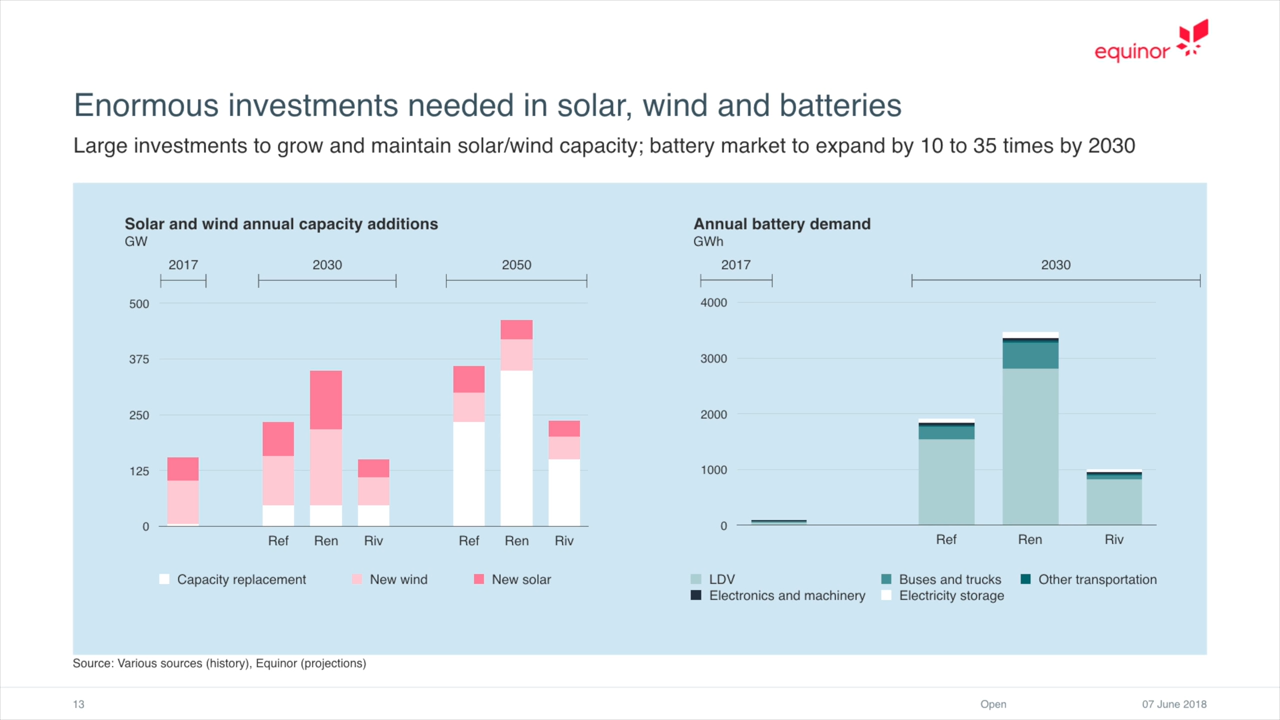 equinor
Enormous investments needed in solar, wind and batteries
Large investments to grow and maintain solar/wind capacity; battery market to expand by 10 to 35 times by 2030
Solar and wind annual capacity additions
GW
2017 2030 2050
500
375
250
125
0
Ref Ren Riv Ref Ren Riv
Capacity replacement New wind New solar
Annual battery demand
GWh
2017 2030
4000
3000
2000
1000
0
Ref Ren Riv
LDV Buses and trucks Other transportation
Electronics and machinery Electricity storage
Source: Various sources (history), Equinor (projections)
13 Open 07 June 2018